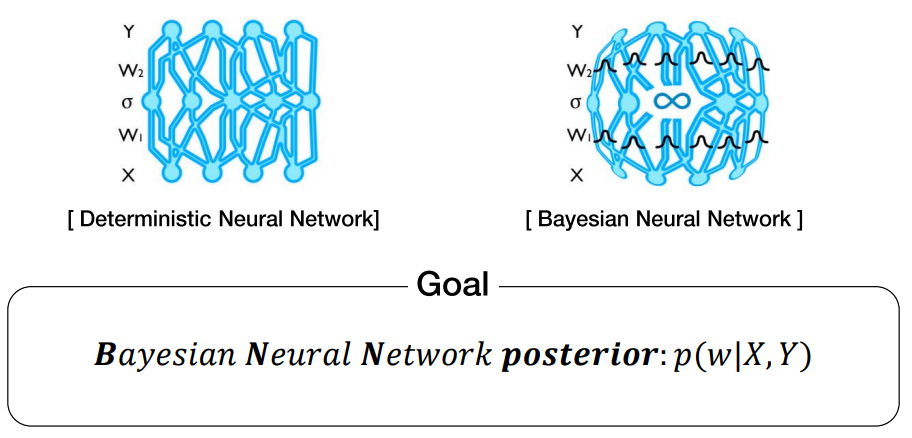 Y
W₂
σ
W₁
X
[ Deterministic Neural Network]
Y
W₂
σ
∞
W₁
X
[ Bayesian Neural Network ]
Goal
Bayesian Neural Network posterior: p(w|X, Y)